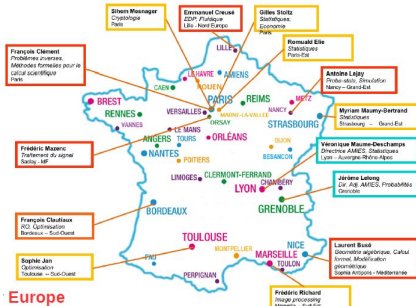 Sihem Mesnager
Cryptologie
Paris
Emmanuel Creusé
EDP, Fluidique
Lille - Nord Europe
Gilles Stoltz
Statistiques,
Economie
Paris
Romuald Elie
Statistiques
Paris-Est
François Clément
Problèmes inverses,
Méthodes formelles pour le
calcul scientifique
Paris
Antoine Lejay
Proba-stats, Simulation
Nancy – Grand-Est
Myriam Maumy-Bertrand
Statistiques
Strasbourg – Grand-Est
Véronique Maume-Deschamps
Directrice AMIES, Statistiques
Lyon – Auvergne-Rhône-Alpes
Jérôme Lelong
Dir. Adj. AMIES, Probabilités
Grenoble
Frédéric Mazenc
Traitement du signal
Saclay - MF
François Clautiaux
RO, Optimisation
Bordeaux – Sud-Ouest
Sophie Jan
Optimisation
Toulouse – Sud-Ouest
Laurent Busé
Géométrie algébrique, Calcul
formel, Modélisation
géométrique
Sophia Antipolis - Méditerranée
Frédéric Richard
Image processing
LILLE
LE HAVRE
AMIENS
ROUEN
CAEN
PARIS
REIMS
METZ
BREST
VERSAILLES
MARNE-LA-VALLEE
NANCY
RENNES
ORSAY
STRASBOURG
VANNES
LE MANS
ORLÉANS
ANGERS
TOURS
DIJON
NANTES
BESANCON
POITIERS
LIMOGES
CLERMONT-FERRAND
LYON
CHAMBÉRY
GRENOBLE
BORDEAUX
TOULOUSE
MONTPELLIER
NICE
MARSEILLE
PAU
TOULON
PERPIGNAN
Europe